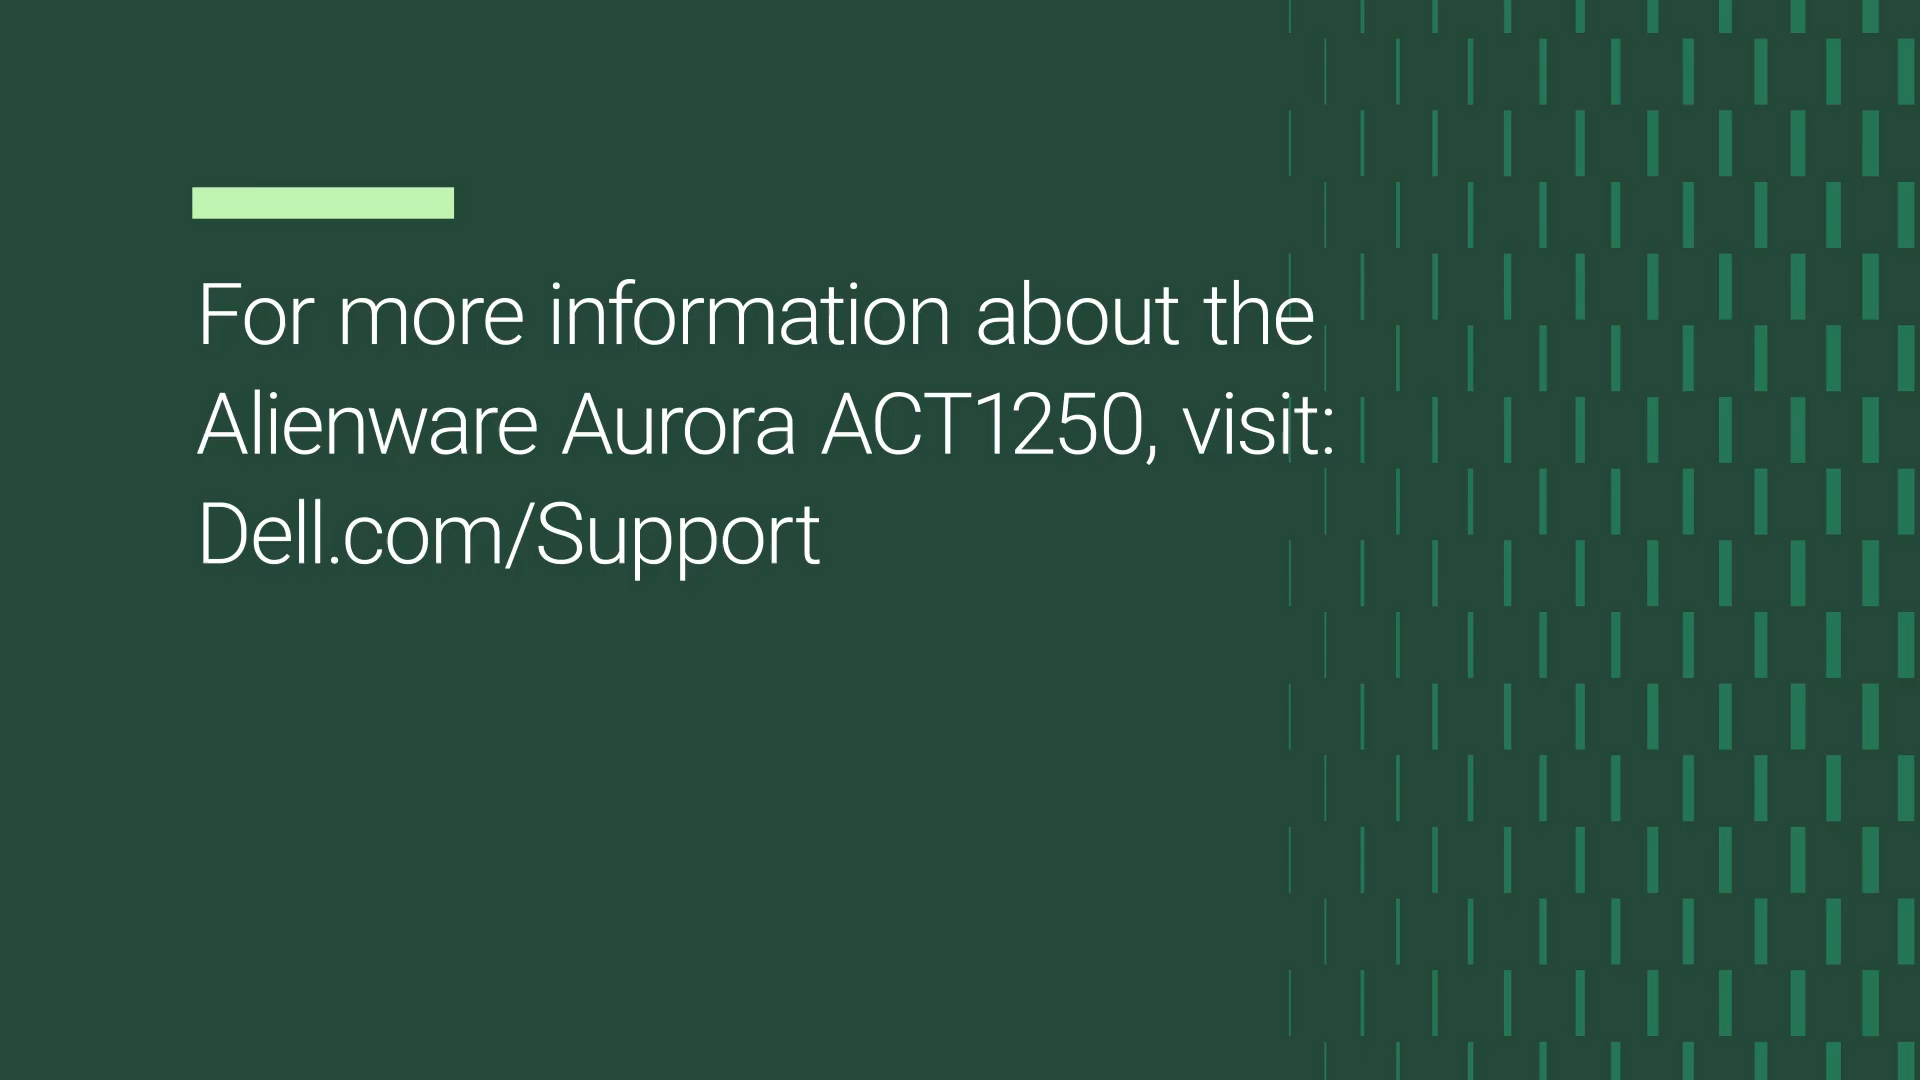 For more information about the
Alienware Aurora ACT1250, visit:
Dell.com/Support